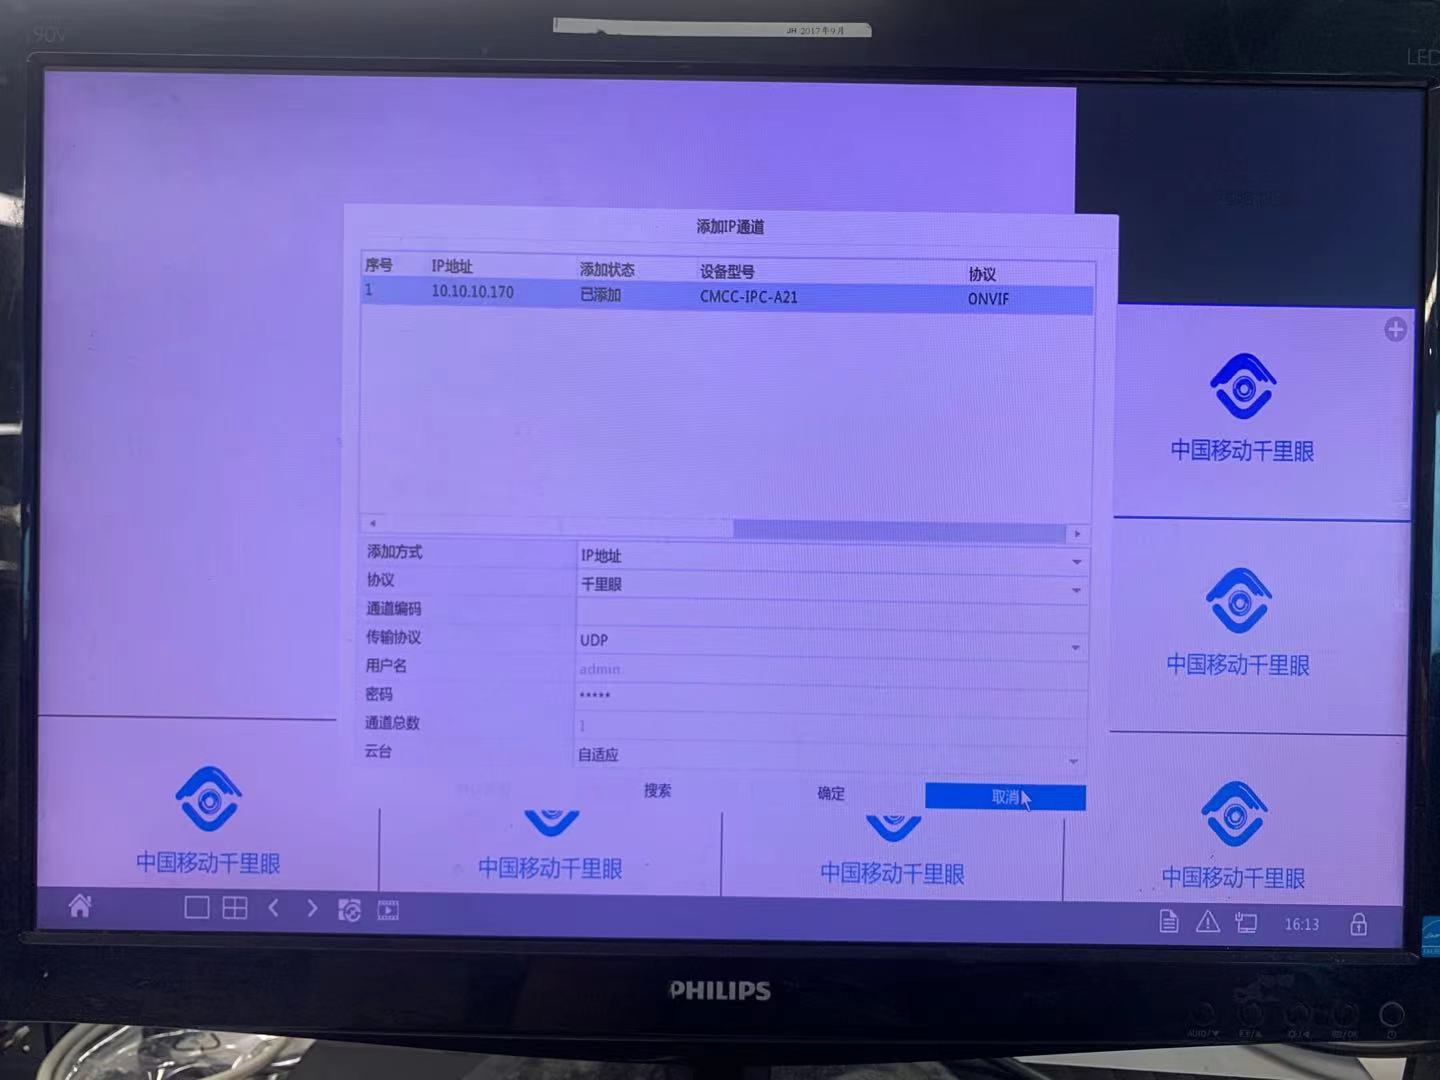 JH 2017年9月
LED
添加IP通道
序号 IP地址 添加状态 设备型号 协议
1 10.10.10.170 已添加 CMCC-IPC-A21 ONVIF
添加方式 IP地址
协议 千里眼
通道编码
传输协议 UDP
用户名 admin
密码 *****
通道总数 1
云台 自适应
搜索 确定 取消
中国移动千里眼
中国移动千里眼
中国移动千里眼 中国移动千里眼 中国移动千里眼 中国移动千里眼
16:13
PHILIPS
AUTO/▼